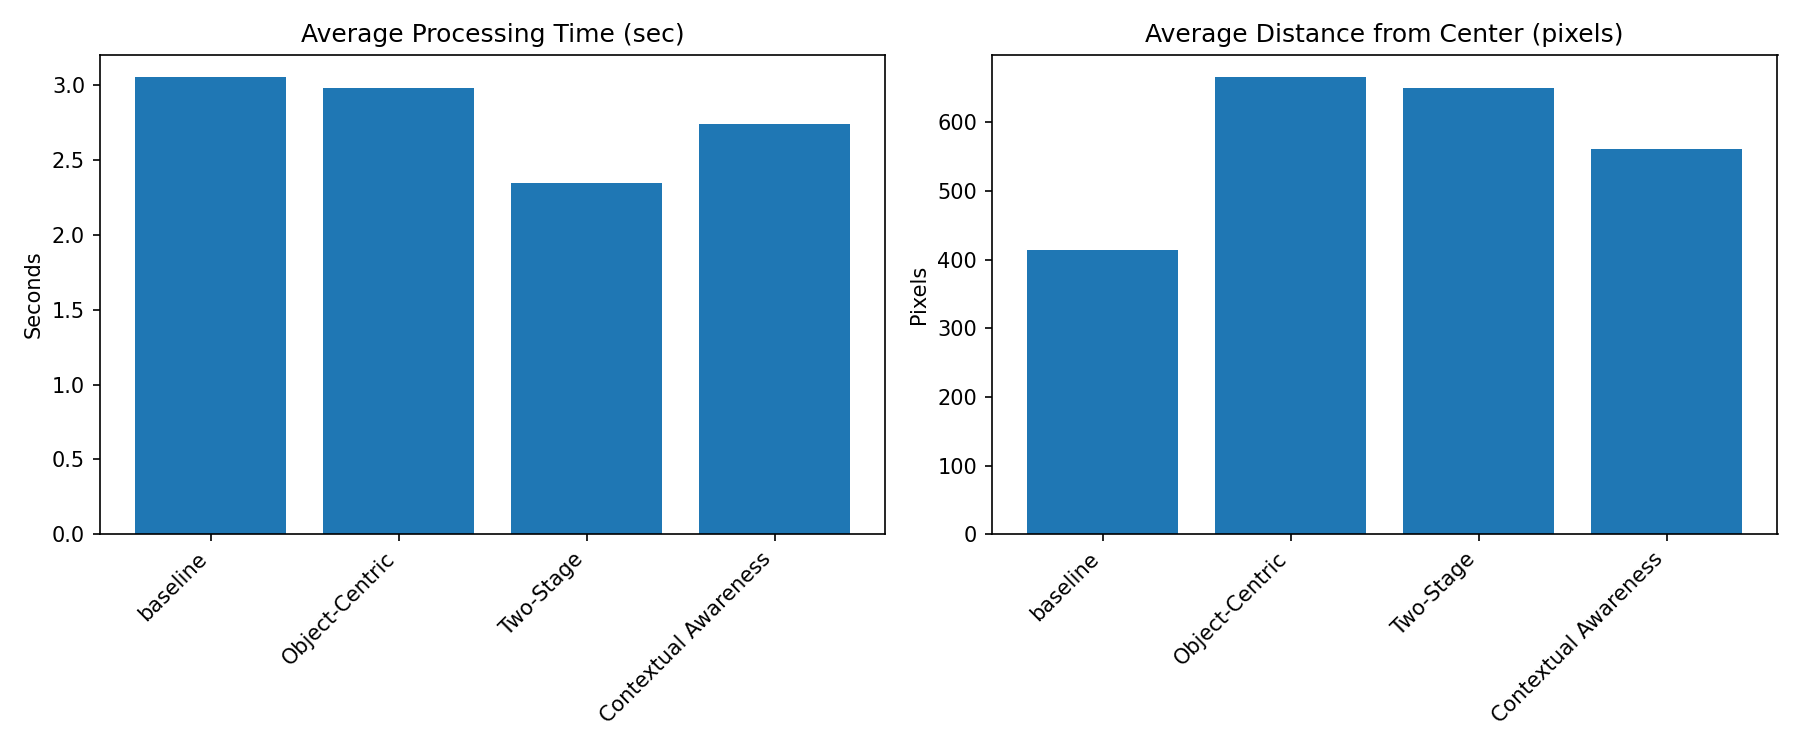 Average Processing Time (sec)
3.0
2.5
2.0
1.5
1.0
0.5
0.0
Seconds
baseline
Object-Centric
Two-Stage
Contextual Awareness
Average Distance from Center (pixels)
600
500
400
300
200
100
0
Pixels
baseline
Object-Centric
Two-Stage
Contextual Awareness